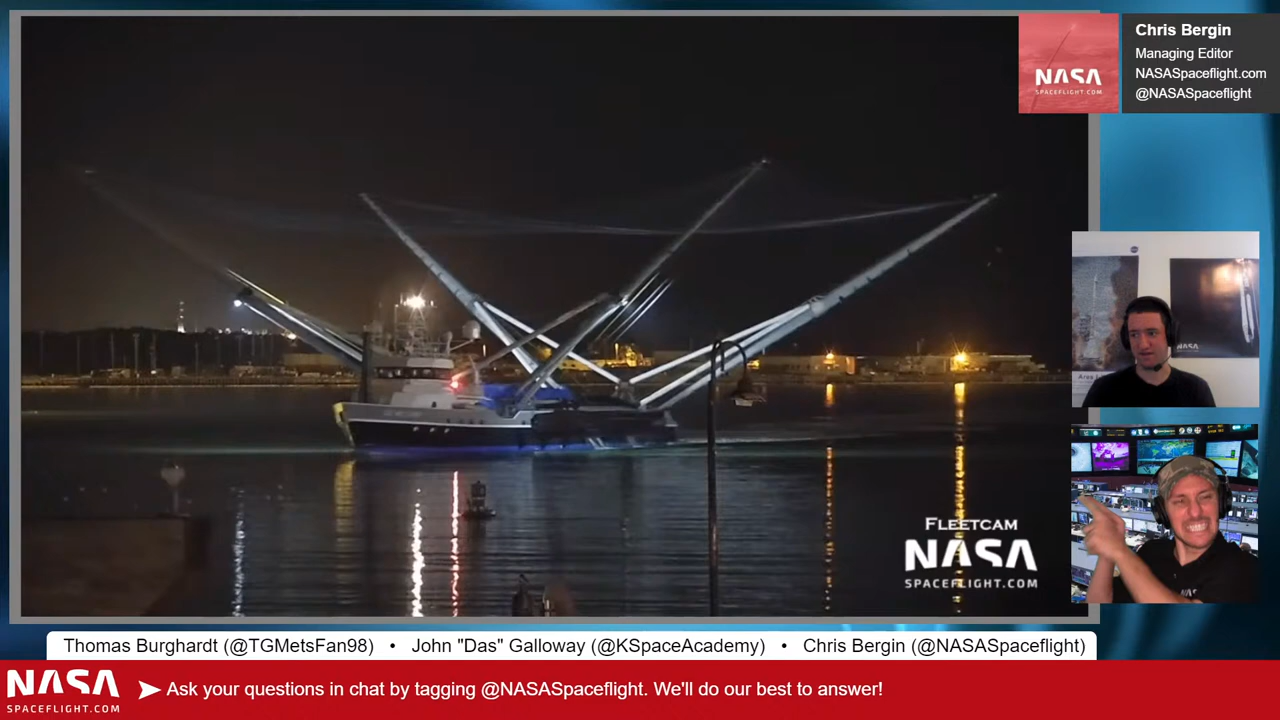 Chris Bergin
Managing Editor
NASASpaceflight.com
@NASASpaceflight
NASA
SPACEFLIGHT.COM
FLEETCAM
NASA
SPACEFLIGHT.COM
Thomas Burghardt (@TGMetsFan98) • John "Das" Galloway (@KSpaceAcademy) • Chris Bergin (@NASASpaceflight)
NASA
SPACEFLIGHT.COM
Ask your questions in chat by tagging @NASASpaceflight. We'll do our best to answer!